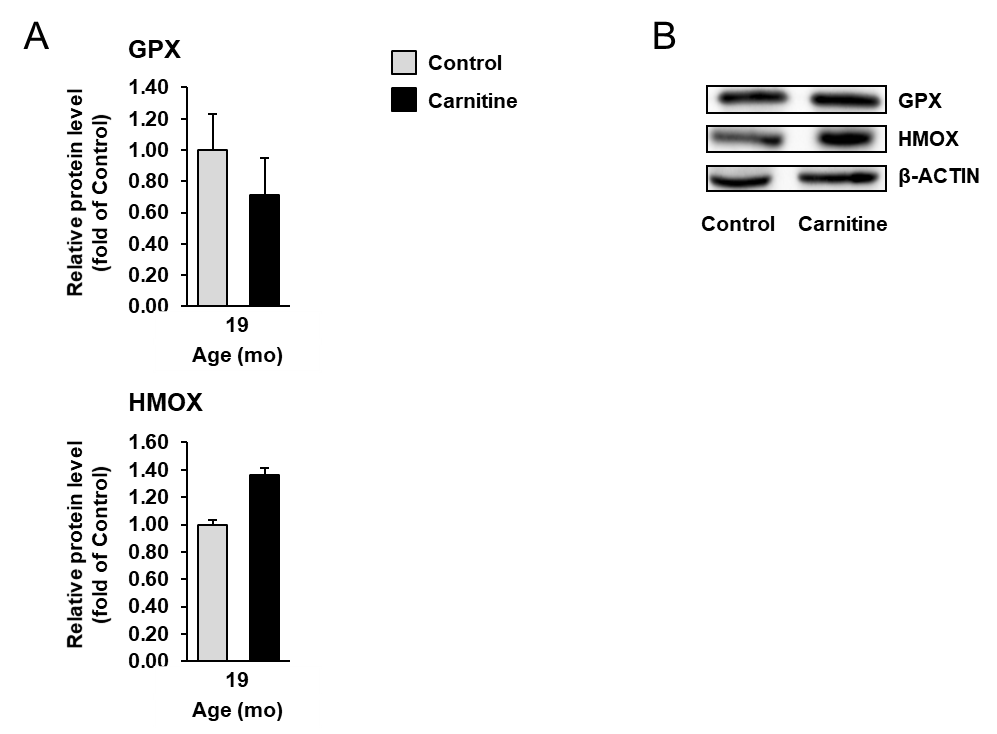 A
GPX
Relative protein level
(fold of Control)
1.40
1.20
1.00
0.80
0.60
0.40
0.20
0.00
19
Age (mo)
Control
Carnitine
HMOX
Relative protein level
(fold of Control)
1.60
1.40
1.20
1.00
0.80
0.60
0.40
0.20
0.00
19
Age (mo)
B
GPX
HMOX
β-ACTIN
Control Carnitine